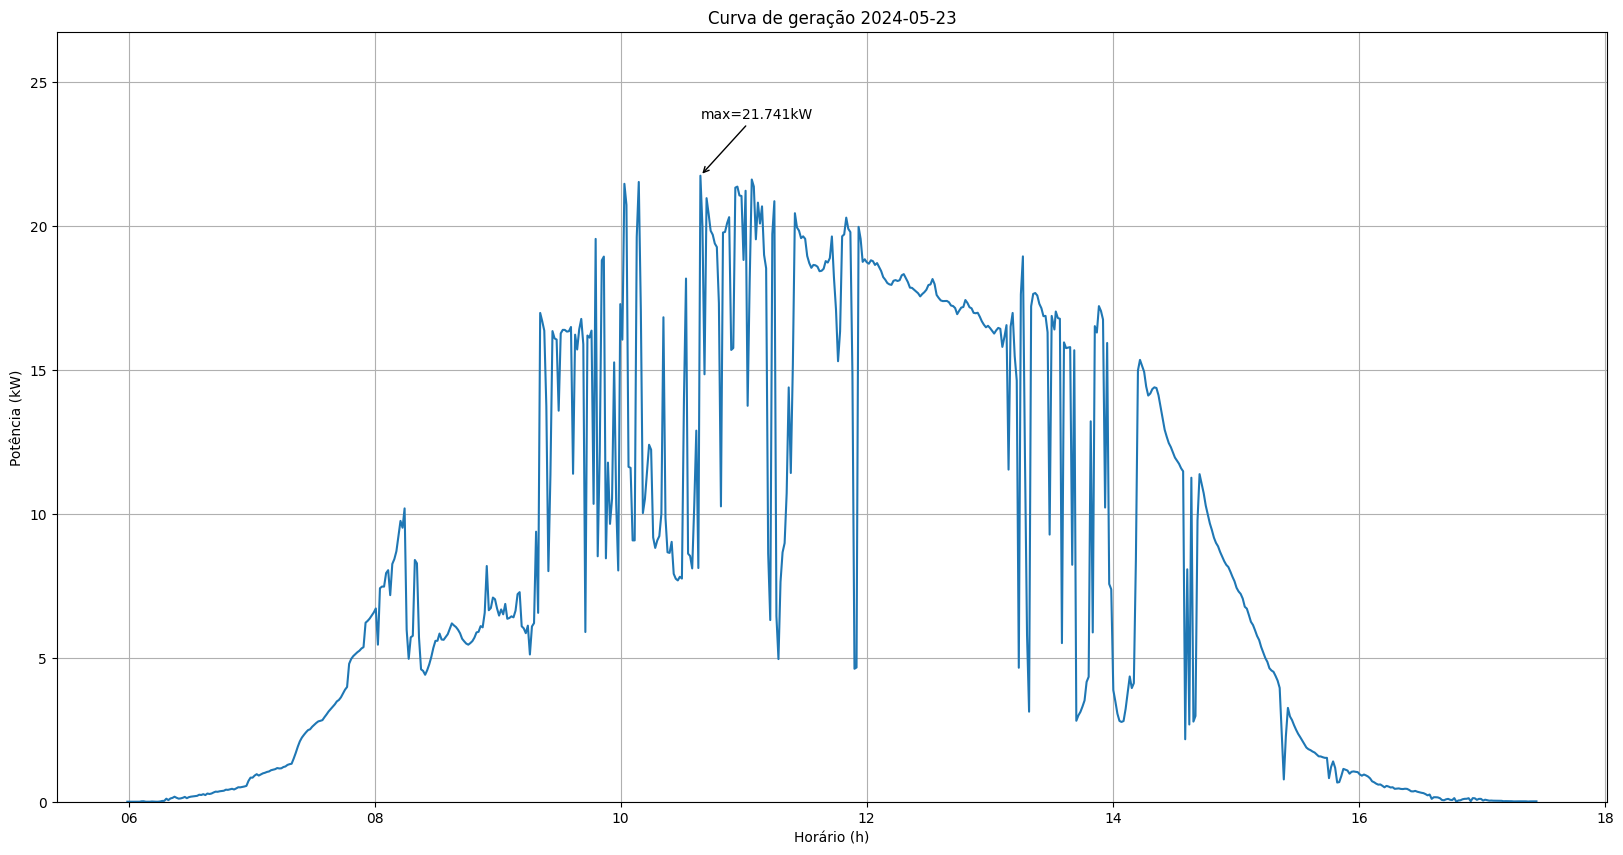 Curva de geração 2024-05-23
25
max=21.741kW
20
15
Potência (kW)
10
5
0
06 08 10 12 14 16 18
Horário (h)